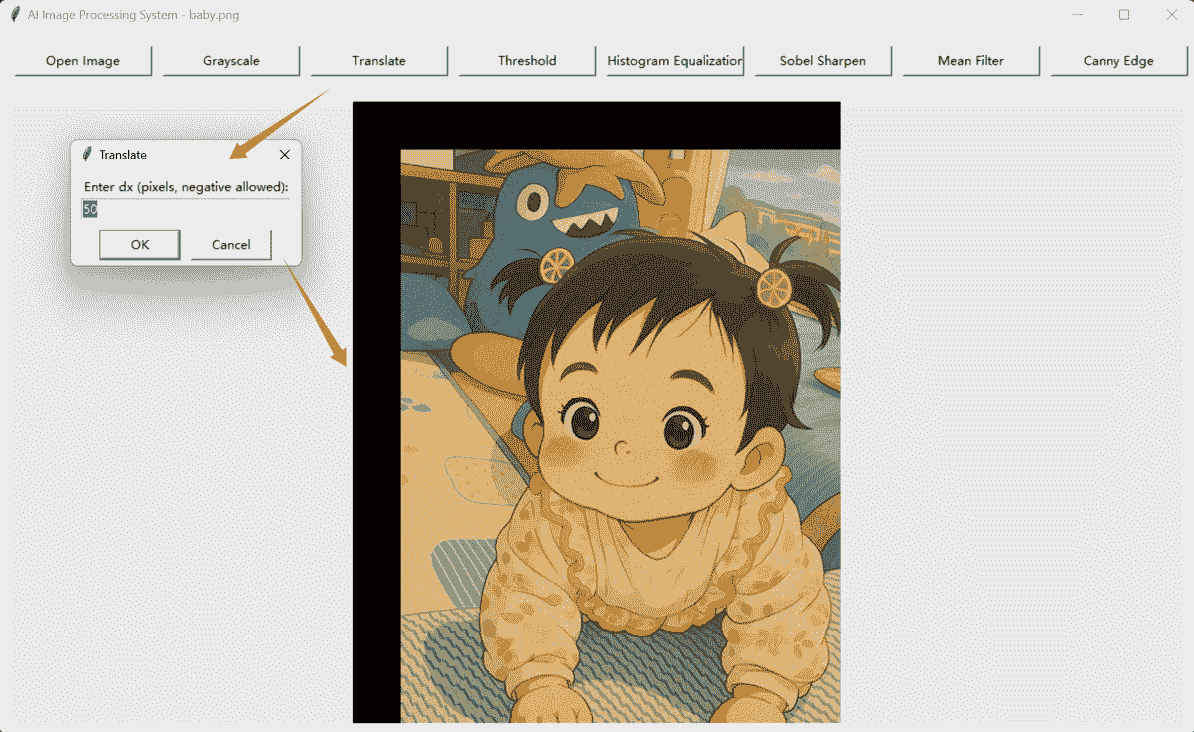 AI Image Processing System - baby.png
Open Image
Grayscale
Translate
Threshold
Histogram Equalization
Sobel Sharpen
Mean Filter
Canny Edge
Translate
Enter dx (pixels, negative allowed):
50
OK
Cancel